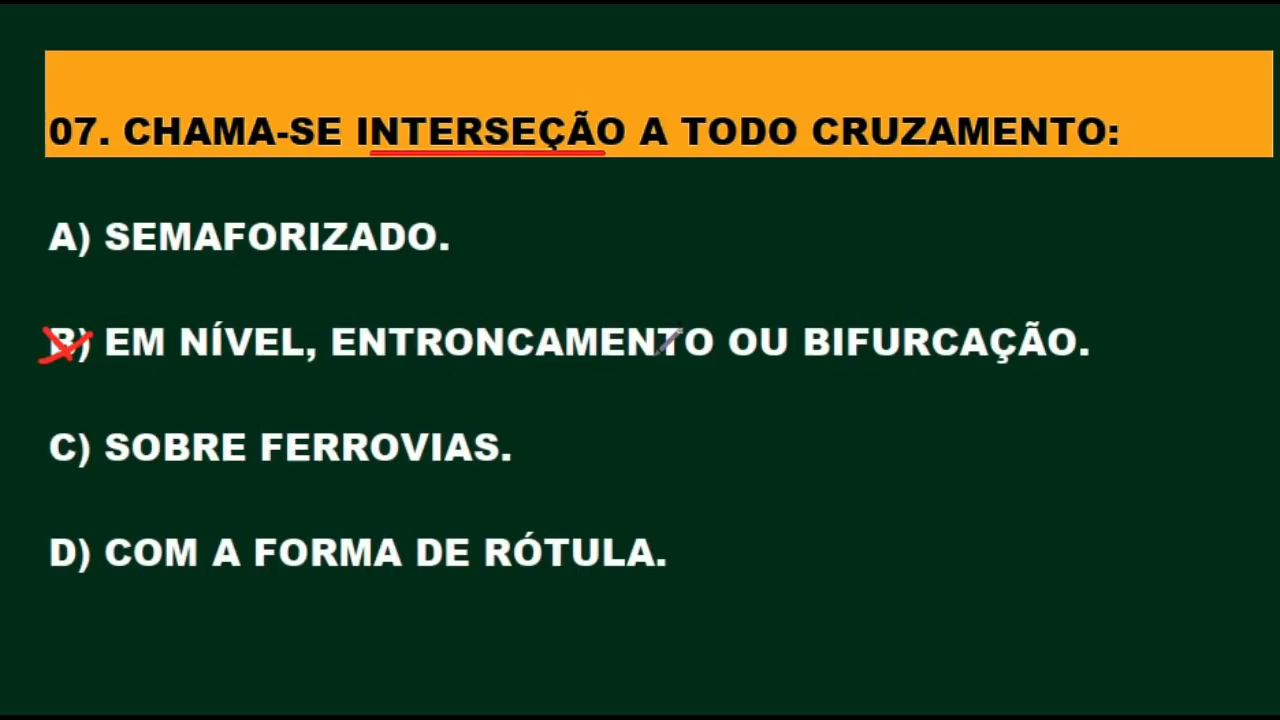 07. CHAMA-SE INTERSEÇÃO A TODO CRUZAMENTO:
A) SEMAFORIZADO.
B) EM NÍVEL, ENTRONCAMENTO OU BIFURCAÇÃO.
C) SOBRE FERROVIAS.
D) COM A FORMA DE RÓTULA.